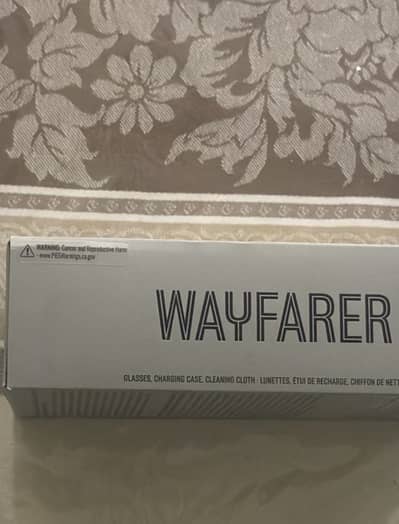 WARNING: Cancer and Reproductive Harm
- www.P65Warnings.ca.gov
WAYFARER
GLASSES, CHARGING CASE, CLEANING CLOTH · LUNETTES, ÉTUI DE RECHARGE, CHIFFON DE NETT